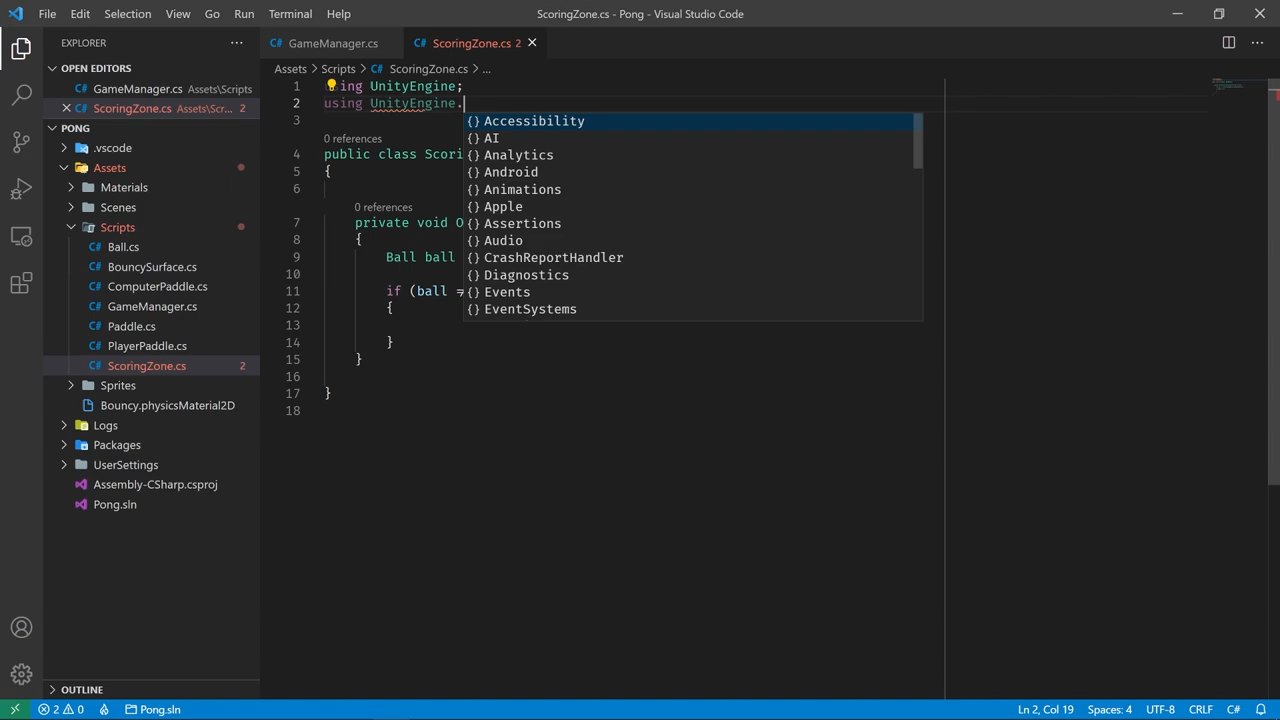 File Edit Selection View Go Run Terminal Help
ScoringZone.cs - Pong - Visual Studio Code
EXPLORER
OPEN EDITORS
GameManager.cs Assets\Scripts
ScoringZone.cs Assets\Scr... 2
PONG
.vscode
Assets
Materials
Scenes
Scripts
Ball.cs
BouncySurface.cs
ComputerPaddle.cs
GameManager.cs
Paddle.cs
PlayerPaddle.cs
ScoringZone.cs 2
Sprites
Bouncy.physicsMaterial2D
Logs
Packages
UserSettings
Assembly-CSharp.csproj
Pong.sln
OUTLINE
GameManager.cs
ScoringZone.cs 2
Assets > Scripts > ScoringZone.cs > ...
1 ing UnityEngine;
2 using UnityEngine.
3
0 references
4 public class Scori
5 {
6
0 references
7 private void O
8 {
9 Ball ball
10
11 if (ball =
12 {
13
14 }
15 }
16
17 }
18
{} Accessibility
{} AI
{} Analytics
{} Android
{} Animations
{} Apple
{} Assertions
{} Audio
{} CrashReportHandler
{} Diagnostics
{} Events
{} EventSystems
2 0 Pong.sln
Ln 2, Col 19 Spaces: 4 UTF-8 CRLF C#